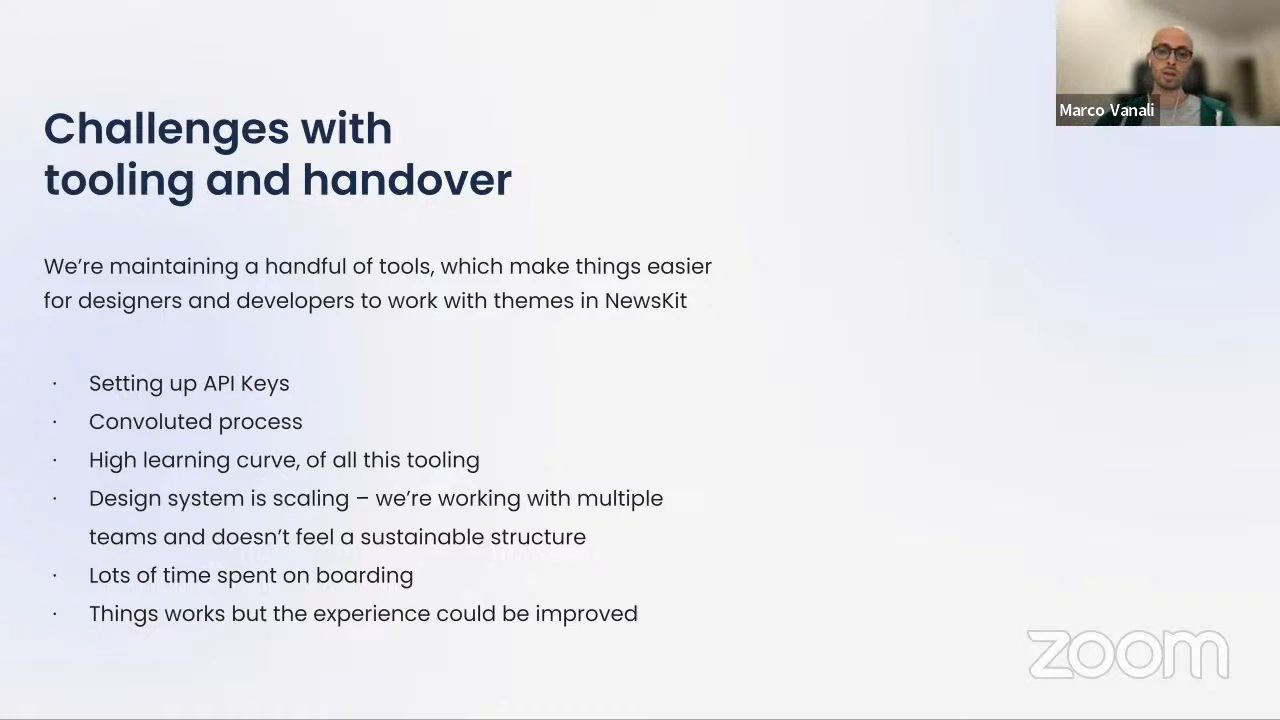 Marco Vanali
Challenges with
tooling and handover
We’re maintaining a handful of tools, which make things easier
for designers and developers to work with themes in NewsKit
· Setting up API Keys
· Convoluted process
· High learning curve, of all this tooling
· Design system is scaling – we’re working with multiple
teams and doesn’t feel a sustainable structure
· Lots of time spent on boarding
· Things works but the experience could be improved
zoom